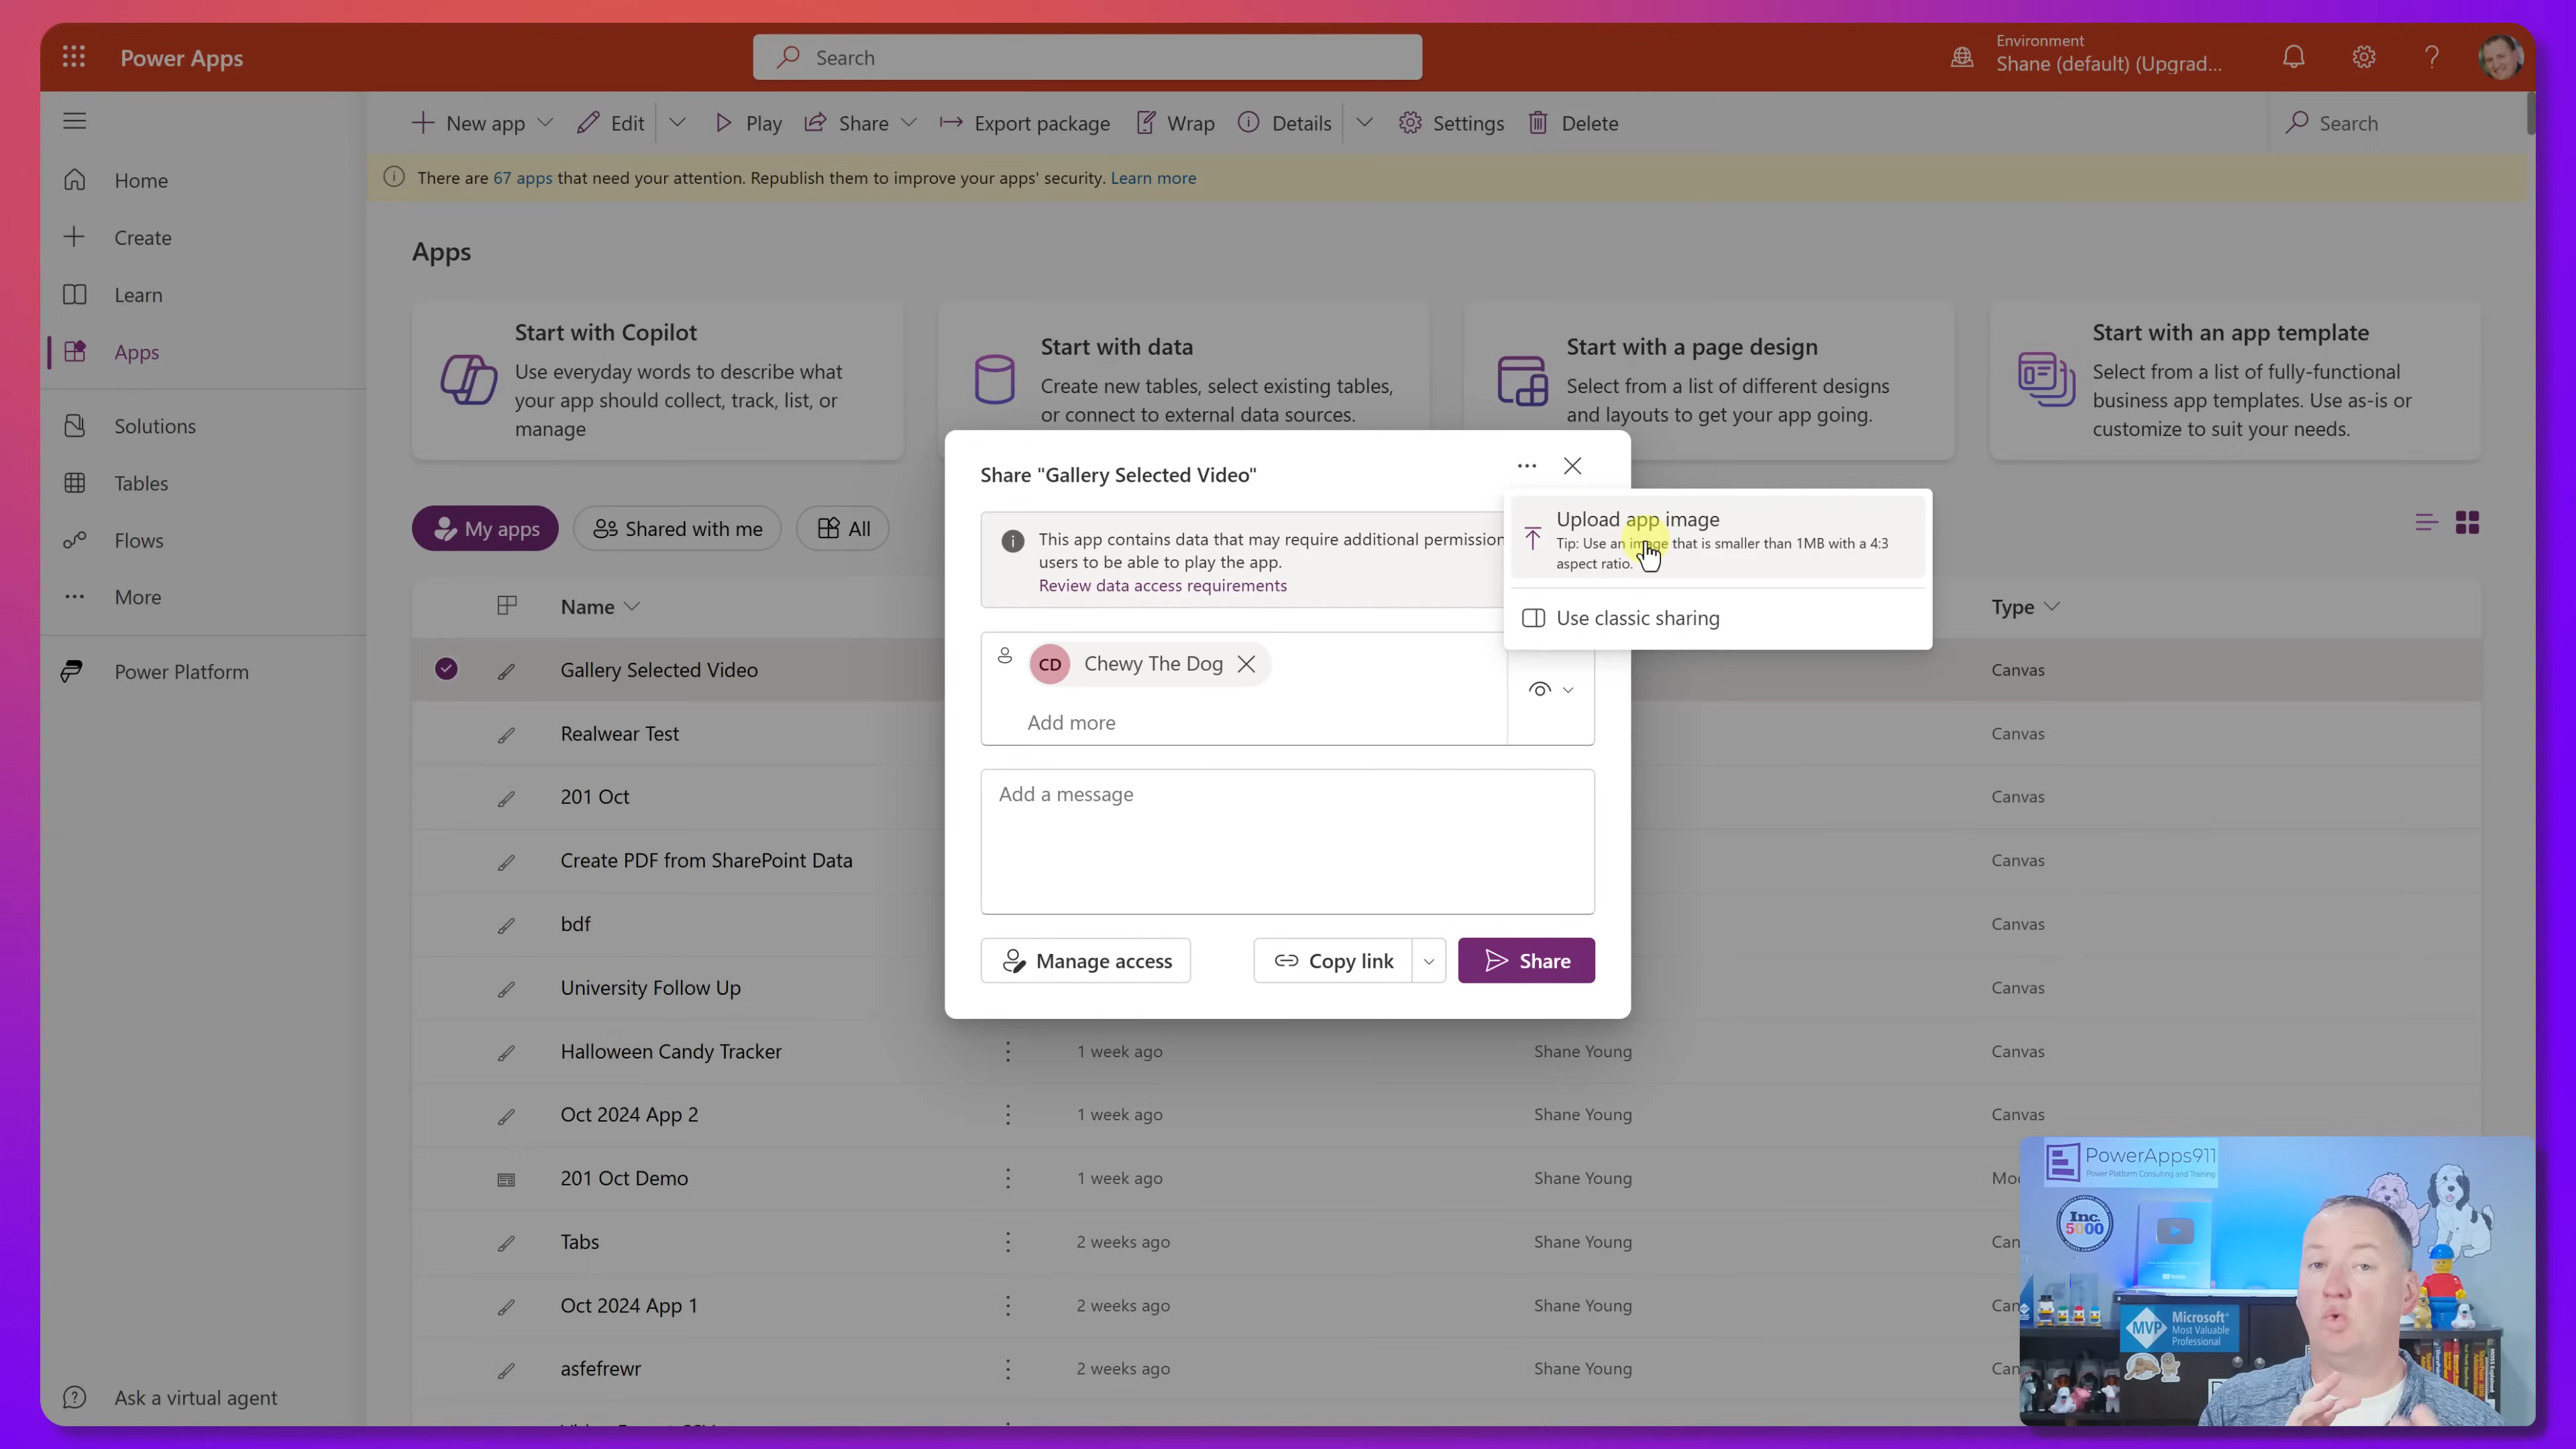 Power Apps
Search
Environment
Shane (default) (Upgrad...
New app
Edit
Play
Share
Export package
Wrap
Details
Settings
Delete
Search
There are 67 apps that need your attention. Republish them to improve your apps' security. Learn more
Home
Create
Learn
Apps
Solutions
Tables
Flows
More
Power Platform
Ask a virtual agent
Apps
Start with Copilot
Use everyday words to describe what
your app should collect, track, list, or
manage
Start with data
Create new tables, select existing tables,
or connect to external data sources.
Start with a page design
Select from a list of different designs
and layouts to get your app going.
Start with an app template
Select from a list of fully-functional
business app templates. Use as-is or
customize to suit your needs.
My apps
Shared with me
All
Name
Type
Gallery Selected Video
Canvas
Realwear Test
Canvas
201 Oct
Canvas
Create PDF from SharePoint Data
Canvas
bdf
Canvas
University Follow Up
Canvas
Halloween Candy Tracker
1 week ago
Shane Young
Canvas
Oct 2024 App 2
1 week ago
Shane Young
Canvas
201 Oct Demo
1 week ago
Shane Young
Tabs
2 weeks ago
Shane Young
Oct 2024 App 1
2 weeks ago
Shane Young
asfefrewr
2 weeks ago
Shane Young
Share "Gallery Selected Video"
This app contains data that may require additional permission
users to be able to play the app.
Review data access requirements
CD
Chewy The Dog
Add more
Add a message
Manage access
Copy link
Share
Upload app image
Tip: Use an image that is smaller than 1MB with a 4:3
aspect ratio.
Use classic sharing
PowerApps911
Power Platform Consulting and Training
Inc.
5000
MVP
Microsoft®
Most Valuable
Professional